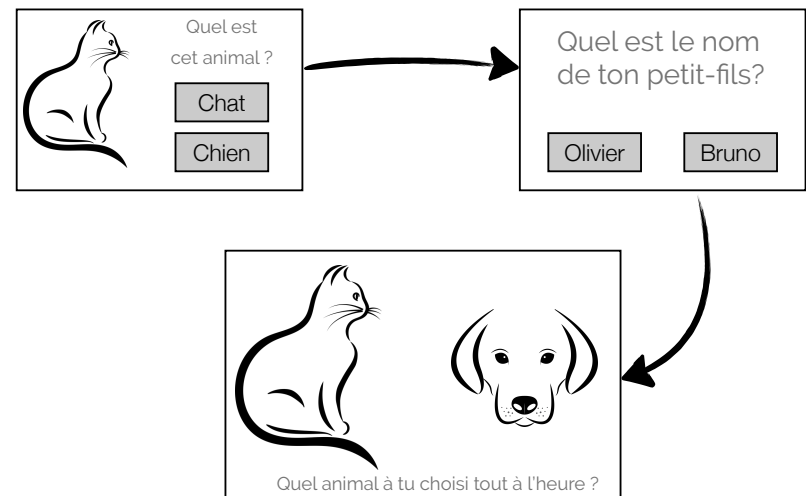 Quel est
cet animal ?
Chat
Chien
Quel est le nom
de ton petit-fils?
Olivier
Bruno
Quel animal à tu choisi tout à l'heure ?